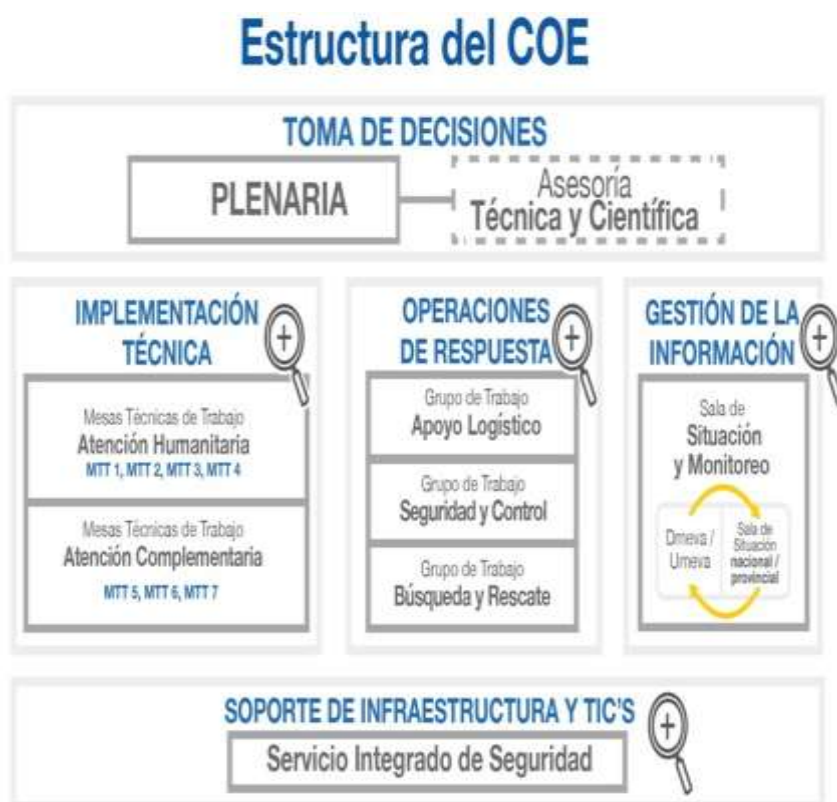 Estructura del COE
TOMA DE DECISIONES
PLENARIA
Asesoría
Técnica y Científica
IMPLEMENTACIÓN
TÉCNICA
Mesas Técnicas de Trabajo
Atención Humanitaria
MTT 1, MTT 2, MTT 3, MTT 4
Mesas Técnicas de Trabajo
Atención Complementaria
MTT 5, MTT 6, MTT 7
OPERACIONES
DE RESPUESTA
Grupo de Trabajo
Apoyo Logístico
Grupo de Trabajo
Seguridad y Control
Grupo de Trabajo
Búsqueda y Rescate
GESTIÓN DE LA
INFORMACIÓN
Sala de
Situación
y Monitoreo
Dmeva /
Umeva
Sala de
Situación
nacional /
provincial
SOPORTE DE INFRAESTRUCTURA Y TIC'S
Servicio Integrado de Seguridad